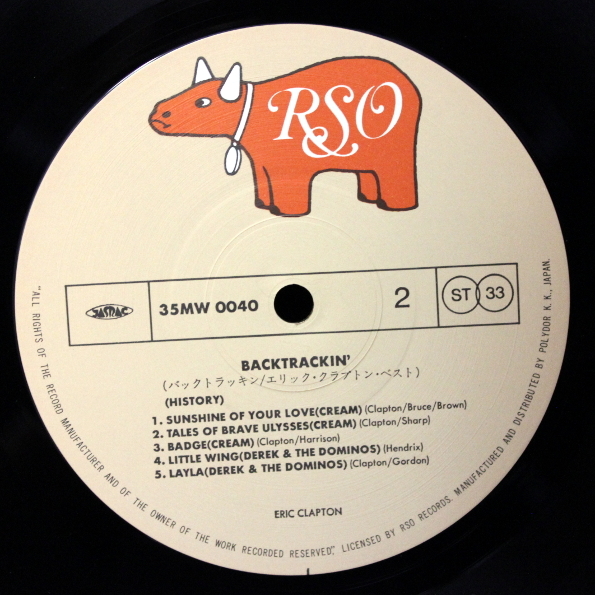 RSO
JASRAC
35MW 0040
2
ST 33
BACKTRACKIN'
(バックトラッキン/エリック・クラプトン・ベスト)
(HISTORY)
1. SUNSHINE OF YOUR LOVE(CREAM) (Clapton/Bruce/Brown)
2. TALES OF BRAVE ULYSSES(CREAM) (Clapton/Sharp)
3. BADGE(CREAM) (Clapton/Harrison)
4. LITTLE WING(DEREK & THE DOMINOS) (Hendrix)
5. LAYLA(DEREK & THE DOMINOS) (Clapton/Gordon)
ERIC CLAPTON
"ALL RIGHTS OF THE RECORD MANUFACTURER AND OF THE OWNER OF THE WORK RECORDED RESERVED". LICENSED BY RSO RECORDS. MANUFACTURED AND DISTRIBUTED BY POLYDOR K. K., JAPAN.